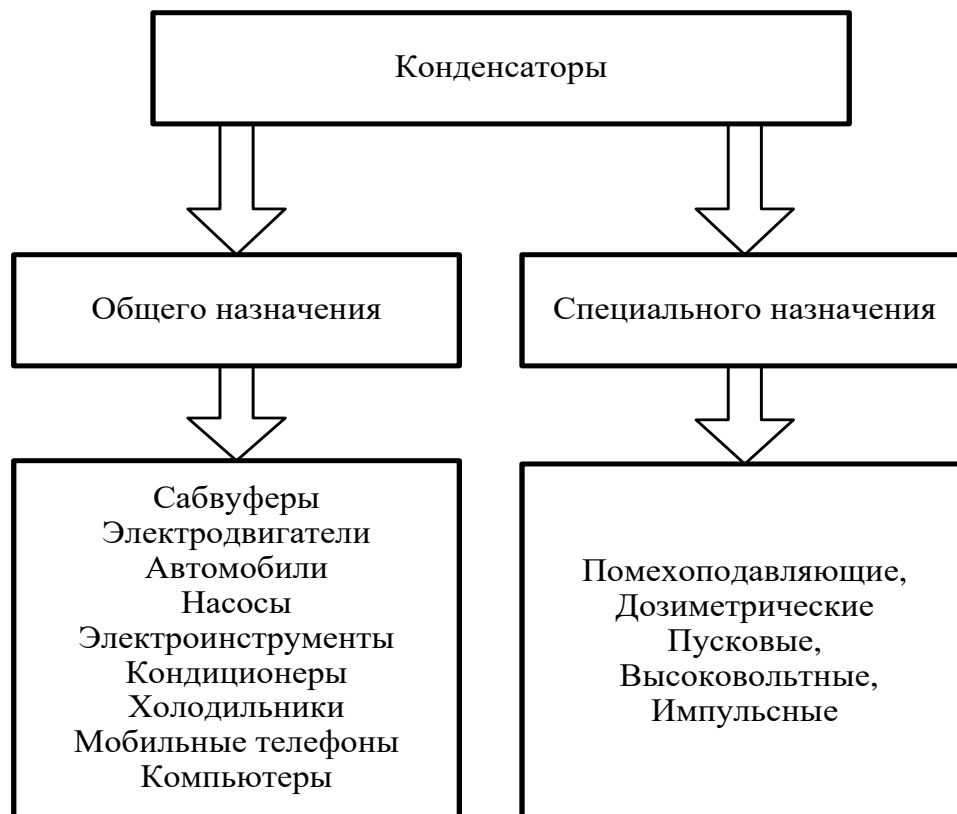 Конденсаторы
Общего назначения
Специального назначения
Сабвуферы
Электродвигатели
Автомобили
Насосы
Электроинструменты
Кондиционеры
Холодильники
Мобильные телефоны
Компьютеры
Помехоподавляющие,
Дозиметрические
Пусковые,
Высоковольтные,
Импульсные